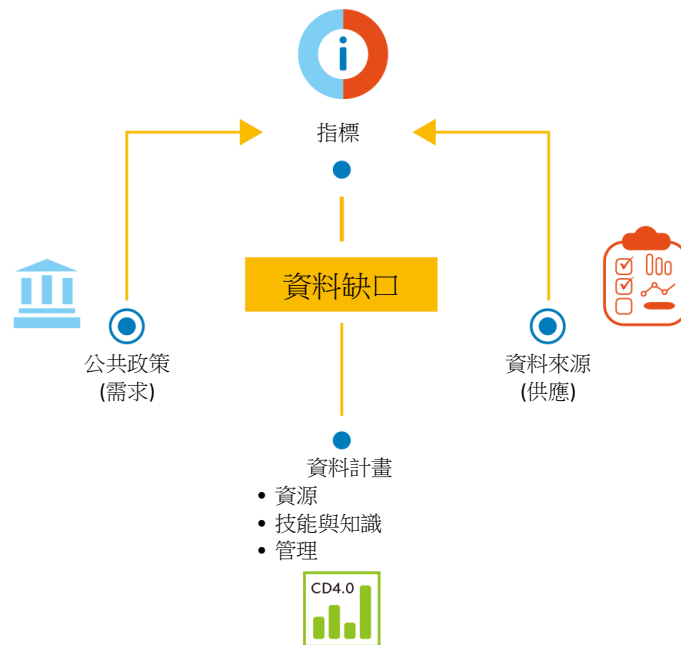 i
指標
資料缺口
公共政策
(需求)
資料來源
(供應)
資料計畫
• 資源
• 技能與知識
• 管理
CD4.0